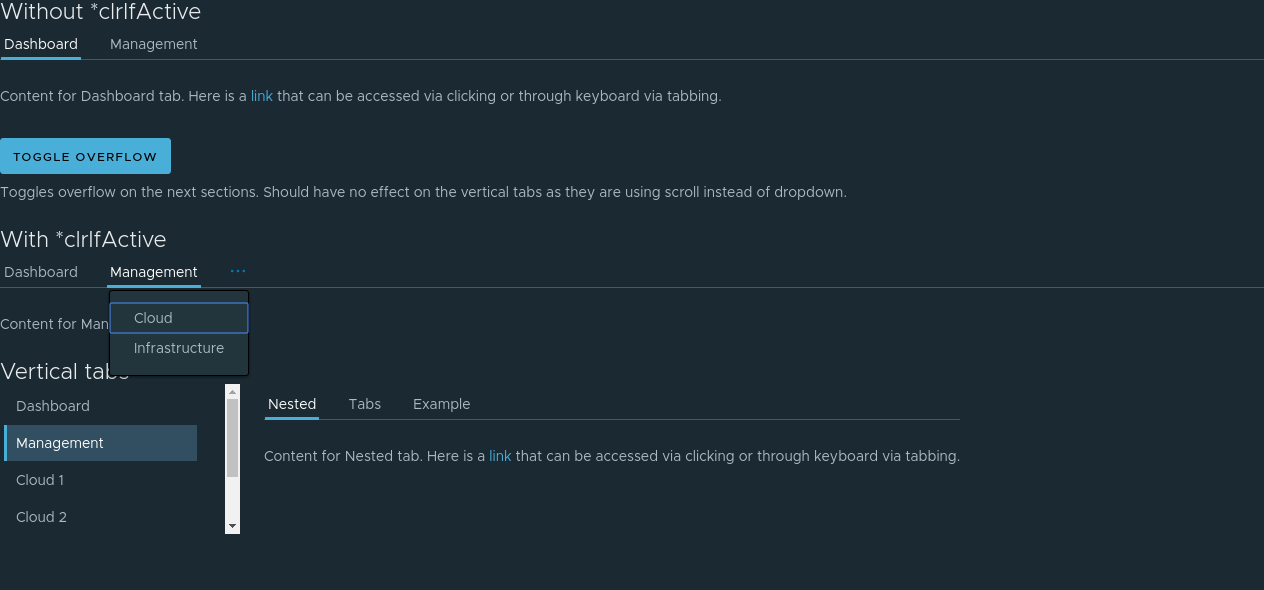 Without *clrIfActive
Dashboard Management
Content for Dashboard tab. Here is a link that can be accessed via clicking or through keyboard via tabbing.
TOGGLE OVERFLOW
Toggles overflow on the next sections. Should have no effect on the vertical tabs as they are using scroll instead of dropdown.
With *clrIfActive
Dashboard Management ...
Cloud
Content for Man
Infrastructure
Vertical tabs
Dashboard
Management
Cloud 1
Cloud 2
Nested Tabs Example
Content for Nested tab. Here is a link that can be accessed via clicking or through keyboard via tabbing.